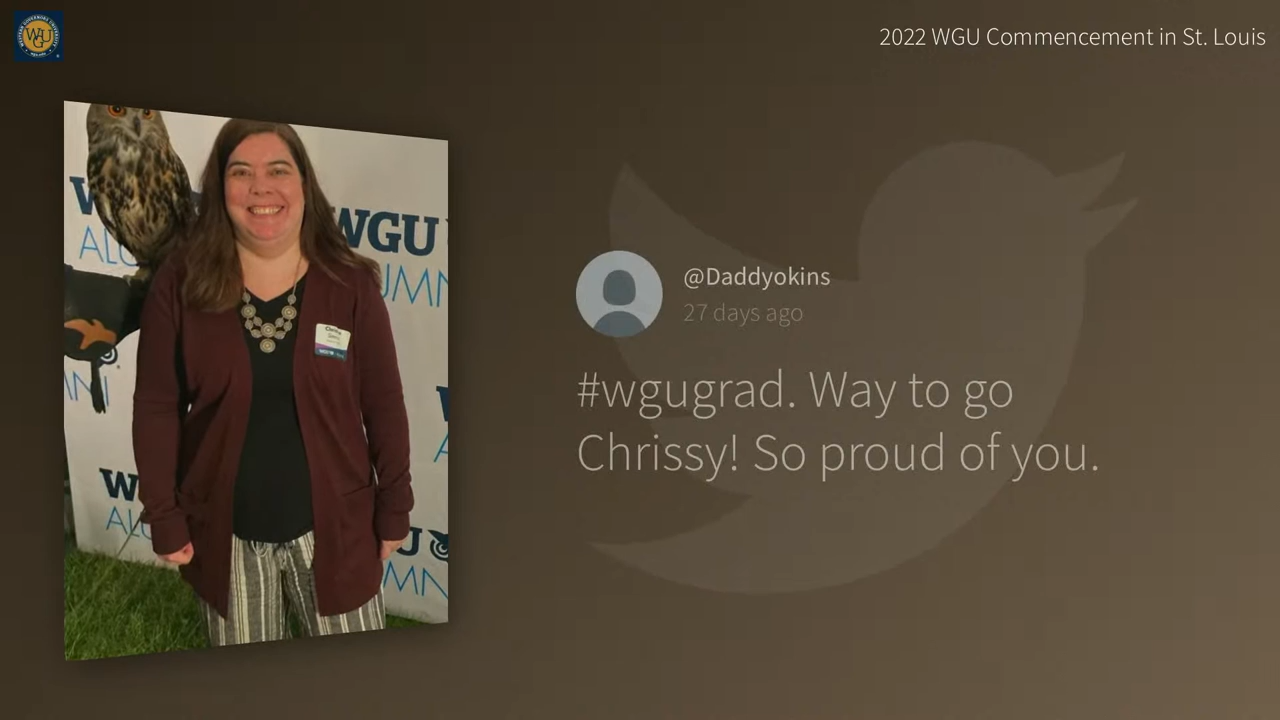 2022 WGU Commencement in St. Louis
WGU
ALUMNI
WGU
@Daddyokins
27 days ago
#wgugrad. Way to go
Chrissy! So proud of you.